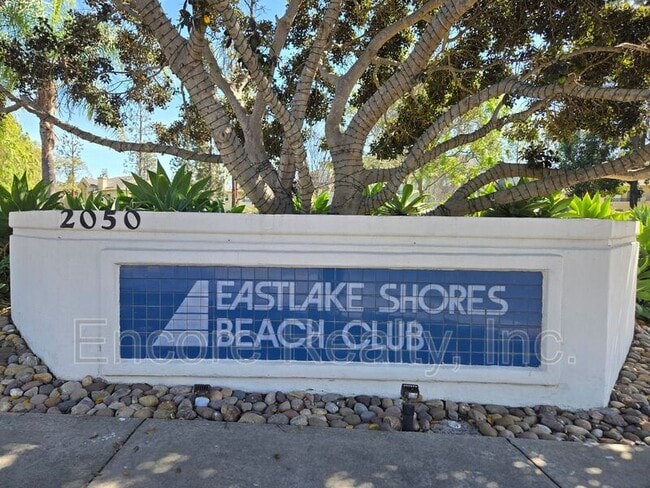 2050
EASTLAKE SHORES
BEACH CLUB
Encore Realty, Inc.